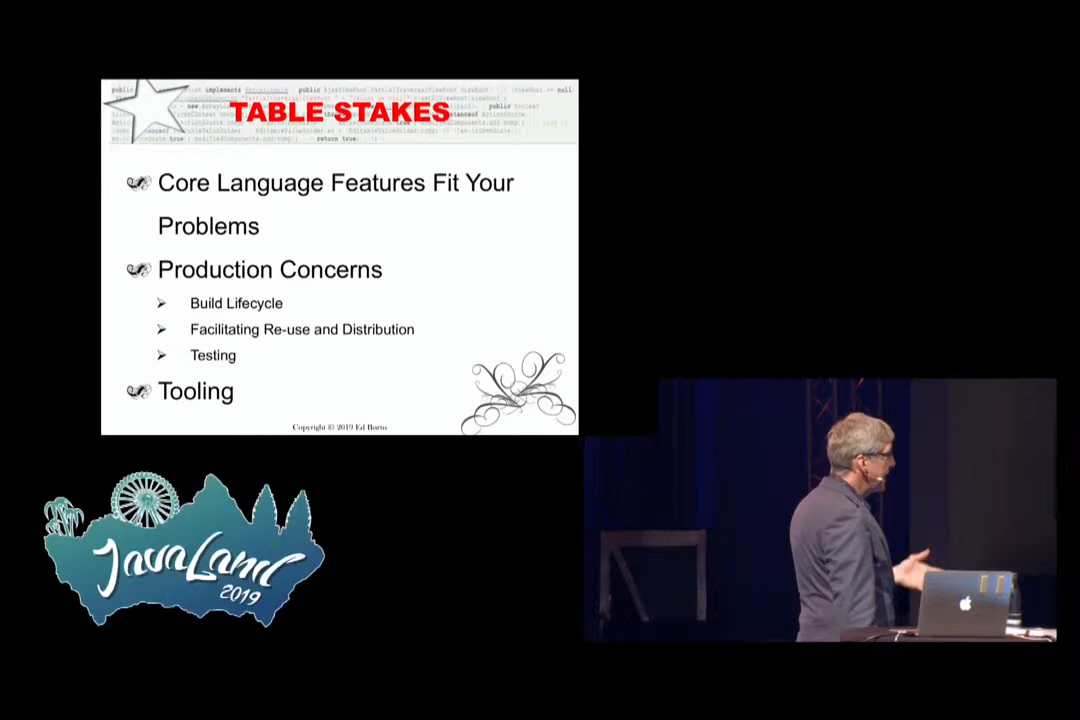 TABLE STAKES
Core Language Features Fit Your
Problems
Production Concerns
Build Lifecycle
Facilitating Re-use and Distribution
Testing
Tooling
Copyright © 2019 Ed Burns
JavaLand
2019